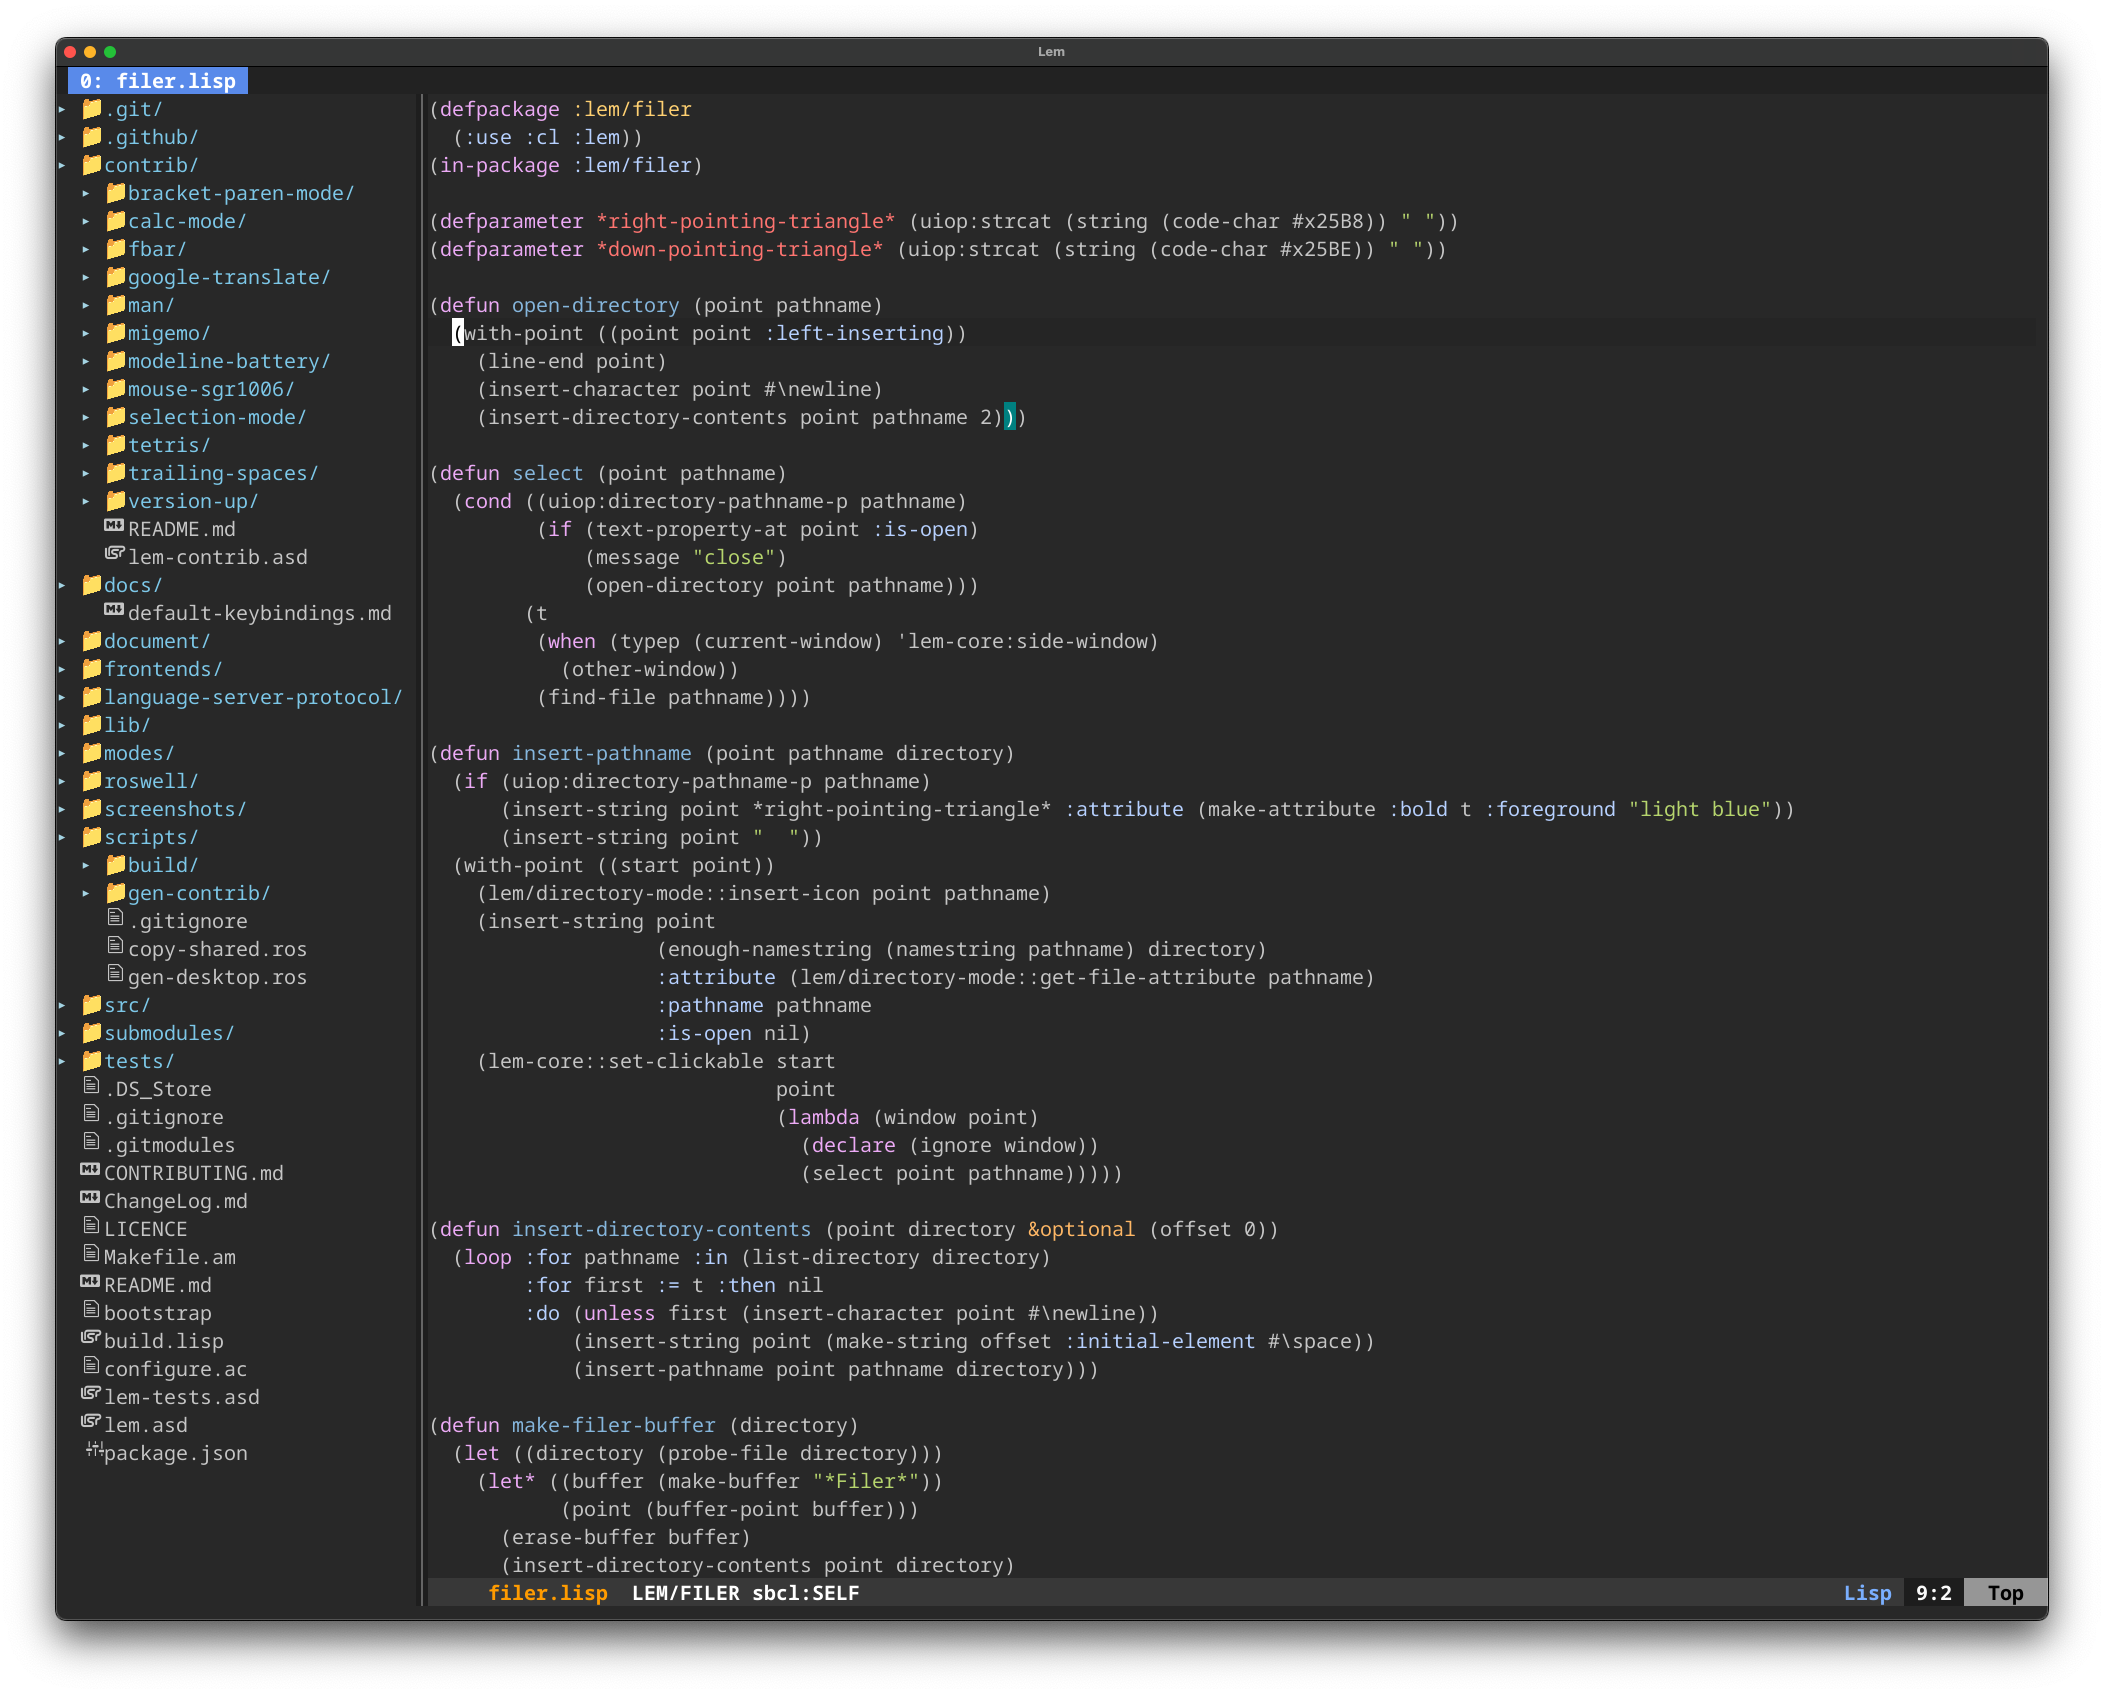 Lem
0: filer.lisp
▸ .git/
▸ .github/
▸ contrib/
▸ bracket-paren-mode/
▸ calc-mode/
▸ fbar/
▸ google-translate/
▸ man/
▸ migemo/
▸ modeline-battery/
▸ mouse-sgr1006/
▸ selection-mode/
▸ tetris/
▸ trailing-spaces/
▸ version-up/
README.md
lem-contrib.asd
▸ docs/
default-keybindings.md
▸ document/
▸ frontends/
▸ language-server-protocol/
▸ lib/
▸ modes/
▸ roswell/
▸ screenshots/
▸ scripts/
▸ build/
▸ gen-contrib/
.gitignore
copy-shared.ros
gen-desktop.ros
▸ src/
▸ submodules/
▸ tests/
.DS_Store
.gitignore
.gitmodules
CONTRIBUTING.md
ChangeLog.md
LICENCE
Makefile.am
README.md
bootstrap
build.lisp
configure.ac
lem-tests.asd
lem.asd
package.json
(defpackage :lem/filer
  (:use :cl :lem))
(in-package :lem/filer)

(defparameter *right-pointing-triangle* (uiop:strcat (string (code-char #x25B8)) " "))
(defparameter *down-pointing-triangle* (uiop:strcat (string (code-char #x25BE)) " "))

(defun open-directory (point pathname)
  (with-point ((point point :left-inserting))
    (line-end point)
    (insert-character point #\newline)
    (insert-directory-contents point pathname 2)))

(defun select (point pathname)
  (cond ((uiop:directory-pathname-p pathname)
         (if (text-property-at point :is-open)
             (message "close")
             (open-directory point pathname)))
        (t
         (when (typep (current-window) 'lem-core:side-window)
           (other-window))
         (find-file pathname))))

(defun insert-pathname (point pathname directory)
  (if (uiop:directory-pathname-p pathname)
      (insert-string point *right-pointing-triangle* :attribute (make-attribute :bold t :foreground "light blue"))
      (insert-string point "  "))
  (with-point ((start point))
    (lem/directory-mode::insert-icon point pathname)
    (insert-string point
                   (enough-namestring (namestring pathname) directory)
                   :attribute (lem/directory-mode::get-file-attribute pathname)
                   :pathname pathname
                   :is-open nil)
    (lem-core::set-clickable start
                             point
                             (lambda (window point)
                               (declare (ignore window))
                               (select point pathname)))))

(defun insert-directory-contents (point directory &optional (offset 0))
  (loop :for pathname :in (list-directory directory)
        :for first := t :then nil
        :do (unless first (insert-character point #\newline))
            (insert-string point (make-string offset :initial-element #\space))
            (insert-pathname point pathname directory)))

(defun make-filer-buffer (directory)
  (let ((directory (probe-file directory)))
    (let* ((buffer (make-buffer "*Filer*"))
           (point (buffer-point buffer)))
      (erase-buffer buffer)
      (insert-directory-contents point directory)
filer.lisp  LEM/FILER sbcl:SELF  Lisp  9:2  Top